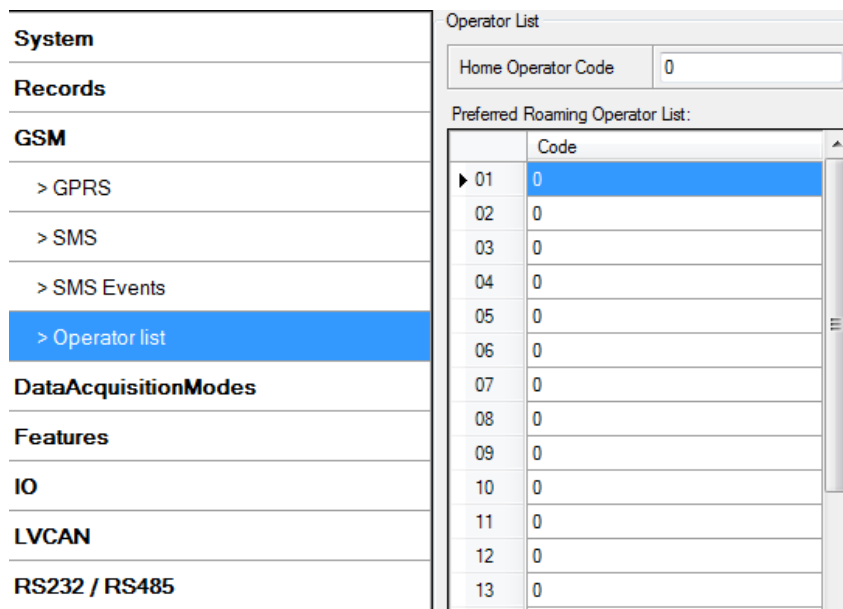 System
Records
GSM
> GPRS
> SMS
> SMS Events
> Operator list
DataAcquisitionModes
Features
IO
LVCAN
RS232 / RS485
Operator List
Home Operator Code 0
Preferred Roaming Operator List:
Code
01 0
02 0
03 0
04 0
05 0
06 0
07 0
08 0
09 0
10 0
11 0
12 0
13 0